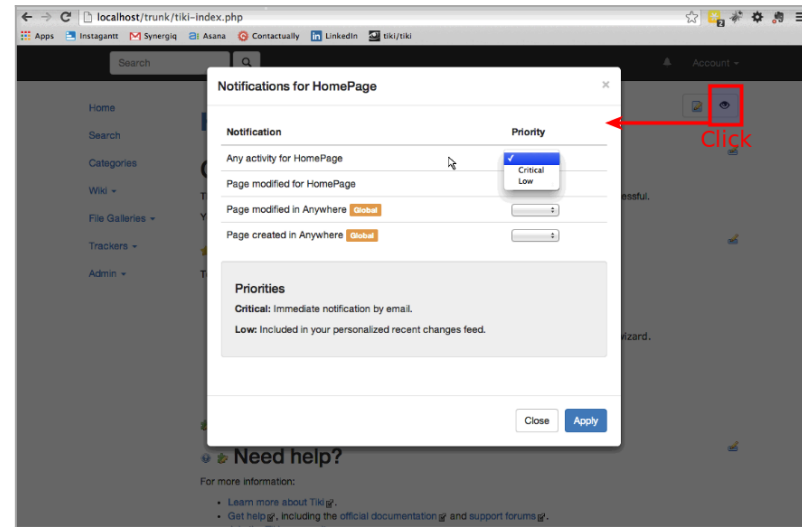 localhost/trunk/tiki-index.php
Apps Instagantt Synergiq Asana Contactually LinkedIn tiki/tiki
Search Account
Notifications for HomePage ×
Click
Home
Search
Categories
Wiki
File Galleries
Trackers
Admin
Notification Priority
Any activity for HomePage
Critical
Low
Page modified for HomePage
Page modified in Anywhere Global
Page created in Anywhere Global
essful.
Priorities
Critical: Immediate notification by email.
Low: Included in your personalized recent changes feed.
wizard.
Close Apply
Need help?
For more information:
Learn more about Tiki.
Get help, including the official documentation and support forums.